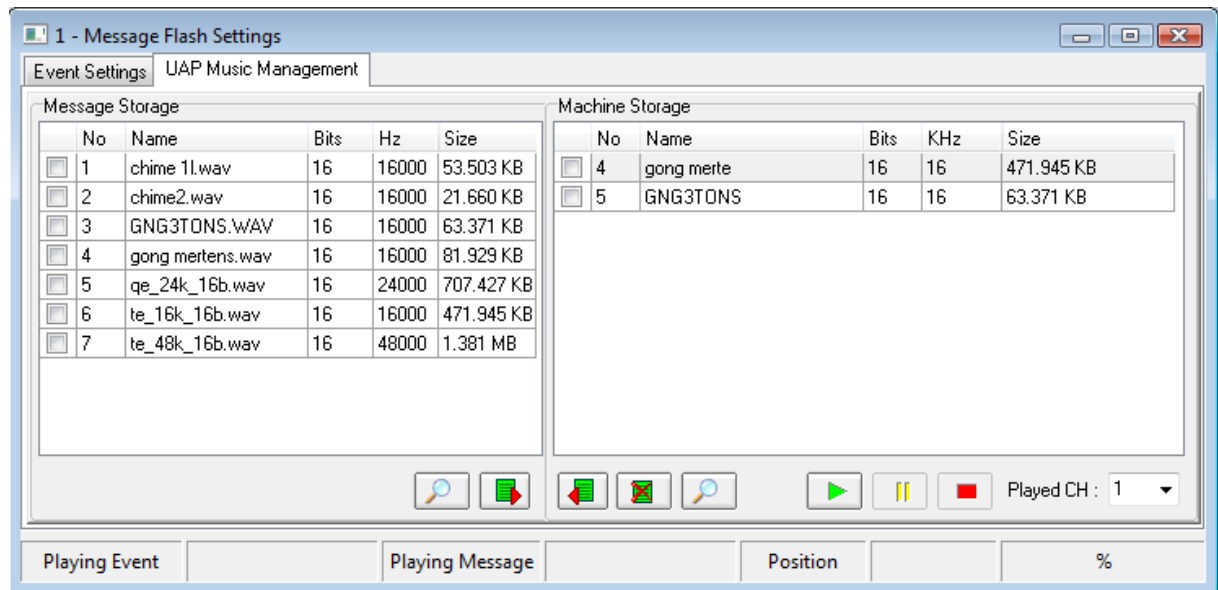 1 - Message Flash Settings
Event Settings UAP Music Management
Message Storage
No Name Bits Hz Size
1 chime 1l.wav 16 16000 53.503 KB
2 chime2.wav 16 16000 21.660 KB
3 GNG3TONS.WAV 16 16000 63.371 KB
4 gong mertens.wav 16 16000 81.929 KB
5 qe_24k_16b.wav 16 24000 707.427 KB
6 te_16k_16b.wav 16 16000 471.945 KB
7 te_48k_16b.wav 16 48000 1.381 MB
Machine Storage
No Name Bits KHz Size
4 gong merte 16 16 471.945 KB
5 GNG3TONS 16 16 63.371 KB
Played CH : 1
Playing Event Playing Message Position %